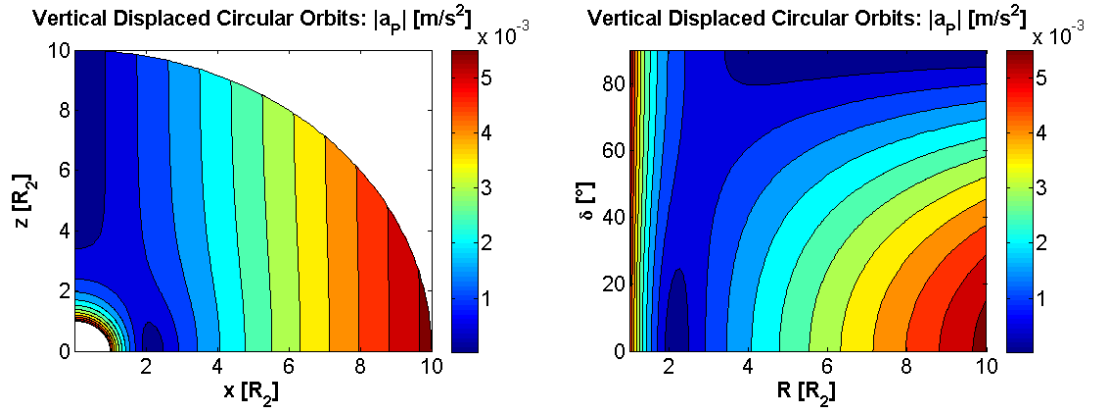 Vertical Displaced Circular Orbits: |a_P| [m/s²]
x 10⁻³
10
8
6
4
2
0
z [R₂]
2 4 6 8 10
x [R₂]
5
4
3
2
1
Vertical Displaced Circular Orbits: |a_P| [m/s²]
x 10⁻³
80
60
40
20
0
δ [°]
2 4 6 8 10
R [R₂]
5
4
3
2
1